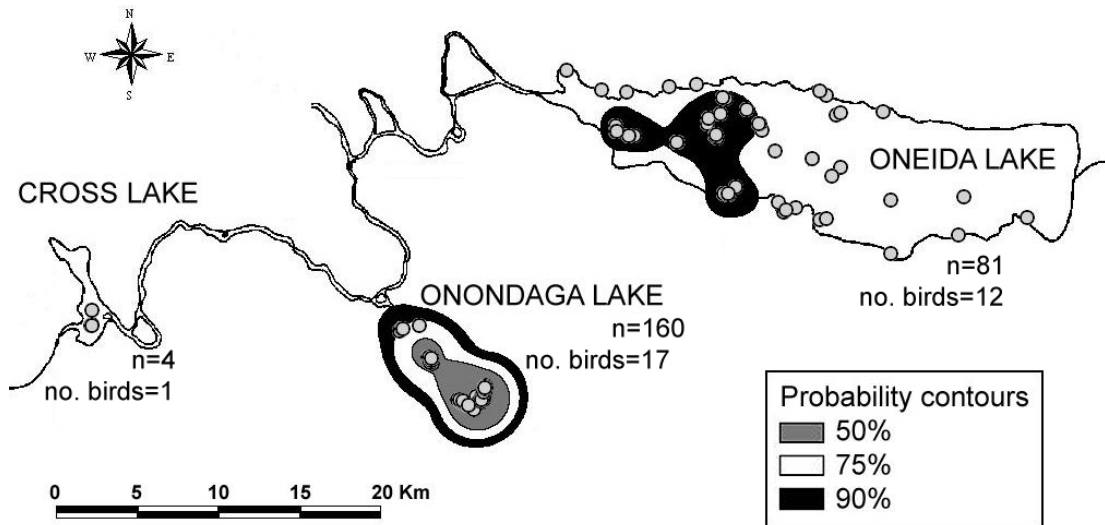 N
W E
S
ONEIDA LAKE
n=81
no. birds=12
CROSS LAKE
n=4
no. birds=1
ONONDAGA LAKE
n=160
no. birds=17
Probability contours
50%
75%
90%
0 5 10 15 20 Km